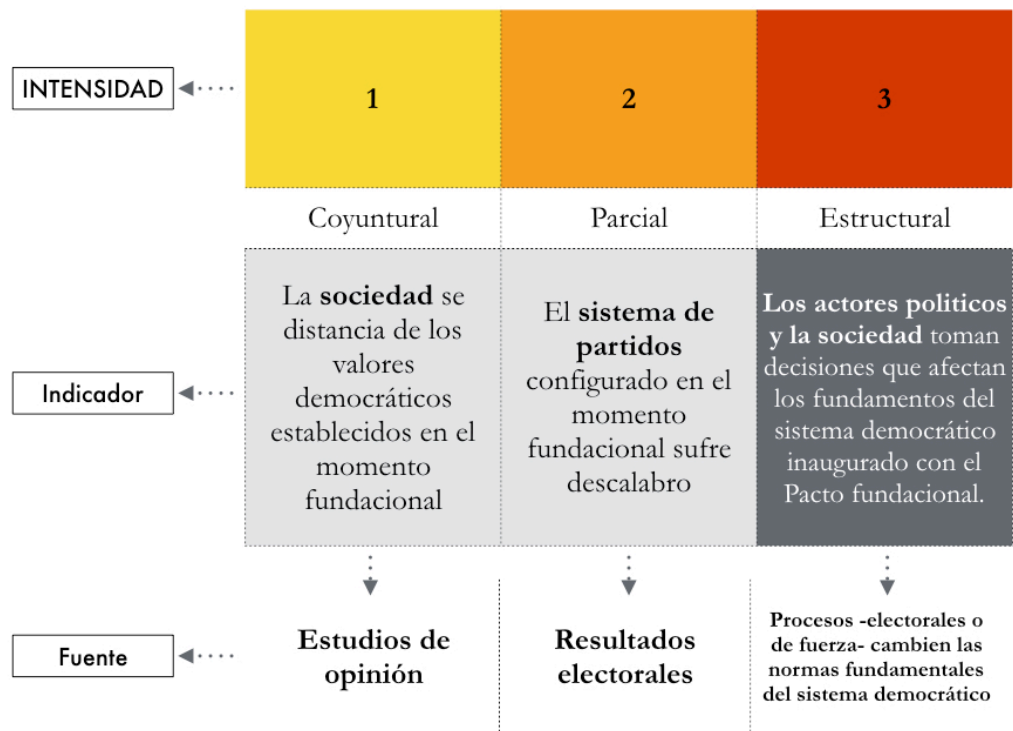 INTENSIDAD
1
2
3
Coyuntural
Parcial
Estructural
Indicador
La sociedad se
distancia de los
valores
democráticos
establecidos en el
momento
fundacional
El sistema de
partidos
configurado en el
momento
fundacional sufre
descalabro
Los actores politicos
y la sociedad toman
decisiones que afectan
los fundamentos del
sistema democrático
inaugurado con el
Pacto fundacional.
Fuente
Estudios de
opinión
Resultados
electorales
Procesos -electorales o
de fuerza- cambien las
normas fundamentales
del sistema democrático